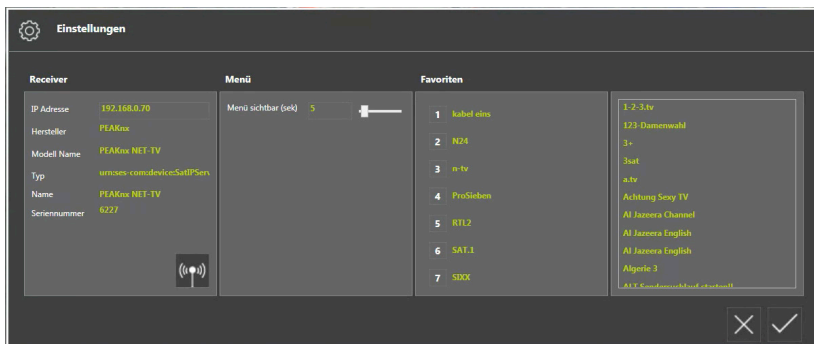 Einstellungen
Receiver
IP Adresse 192.168.0.70
Hersteller PEAKnx
Modell Name PEAKnx NET-TV
Typ urn:ses-com:device:SatIPServ
Name PEAKnx NET-TV
Seriennummer 6227
Menü
Menü sichtbar (sek) 5
Favoriten
1 kabel eins
2 N24
3 n-tv
4 ProSieben
5 RTL2
6 SAT.1
7 SIXX
1-2-3.tv
123-Damenwahl
3+
3sat
a.tv
Achtung Sexy TV
Al Jazeera Channel
Al Jazeera English
Al Jazeera English
Algerie 3
ALT Sendersuchlauf starten!!